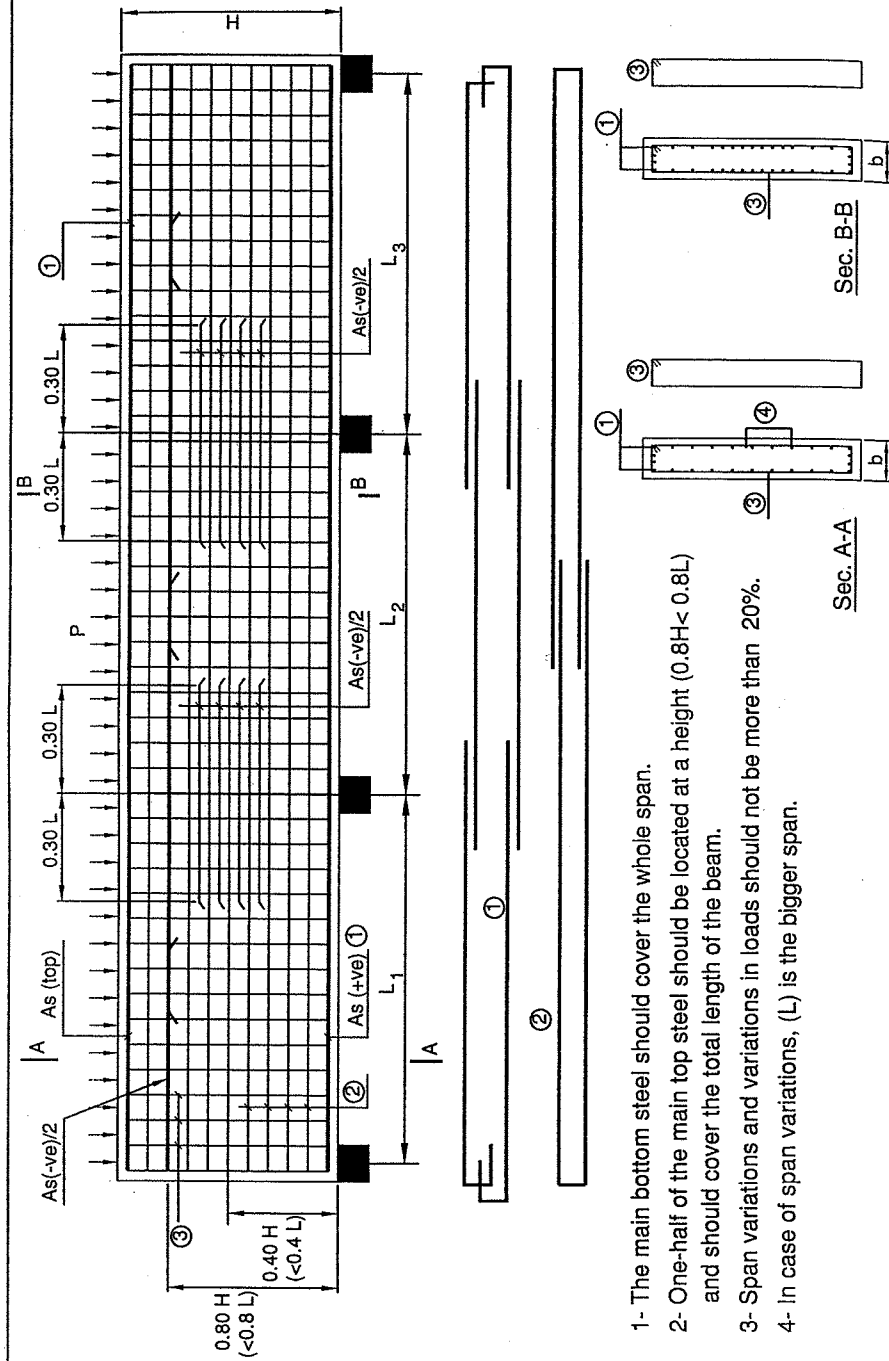 H
①
0.30 L
0.30 L
B
B
P
0.30 L
0.30 L
As (top)
A
A
As(-ve)/2
As(-ve)/2
As(-ve)/2
As (+ve) ①
②
③
L3
L2
L1
0.40 H
(<0.4 L)
0.80 H
(<0.8 L)
①
②
1- The main bottom steel should cover the whole span.
2- One-half of the main top steel should be located at a height (0.8H< 0.8L)
and should cover the total length of the beam.
3- Span variations and variations in loads should not be more than 20%.
4- In case of span variations, (L) is the bigger span.
①
③
④
③
b
Sec. A-A
①
③
③
b
Sec. B-B